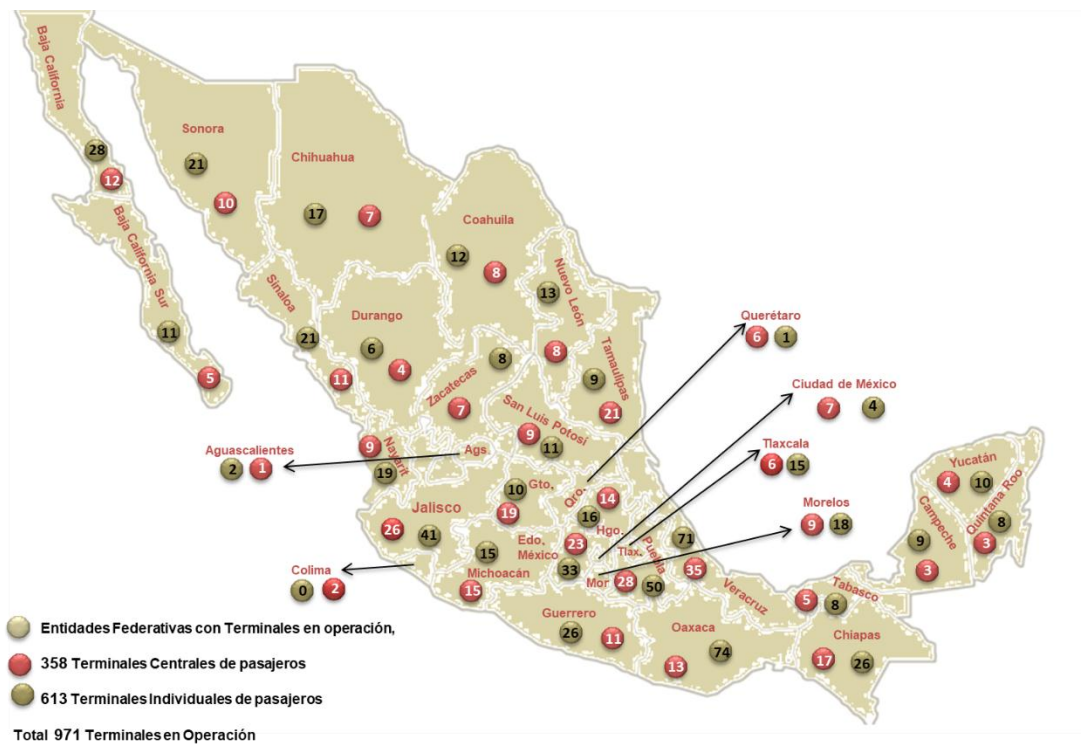 Baja California
28
12
Sonora
21
10
Chihuahua
17
7
Coahuila
12
8
Nuevo León
13
8
Baja California Sur
11
5
Sinaloa
21
11
Durango
6
4
Zacatecas
8
7
San Luis Potosí
9
11
Tamaulipas
9
21
Querétaro
6 1
Ciudad de México
7 4
Tlaxcala
6 15
Morelos
9 18
Aguascalientes
2 1
Ags.
Nayarit
9
19
Jalisco
26 41
Gto.
10
19
Qro.
14
16
Hgo.
Edo.
México
23
33
Tlax.
Mor
Puebla
28 50
Michoacán
15
15
Colima
0 2
Guerrero
26 11
Oaxaca
74
13
Veracruz
71
35
Tabasco
5 8
Chiapas
17 26
Campeche
9
3
Yucatán
4 10
Quintana Roo
8
3
Entidades Federativas con Terminales en operación,
358 Terminales Centrales de pasajeros
613 Terminales Individuales de pasajeros
Total 971 Terminales en Operación